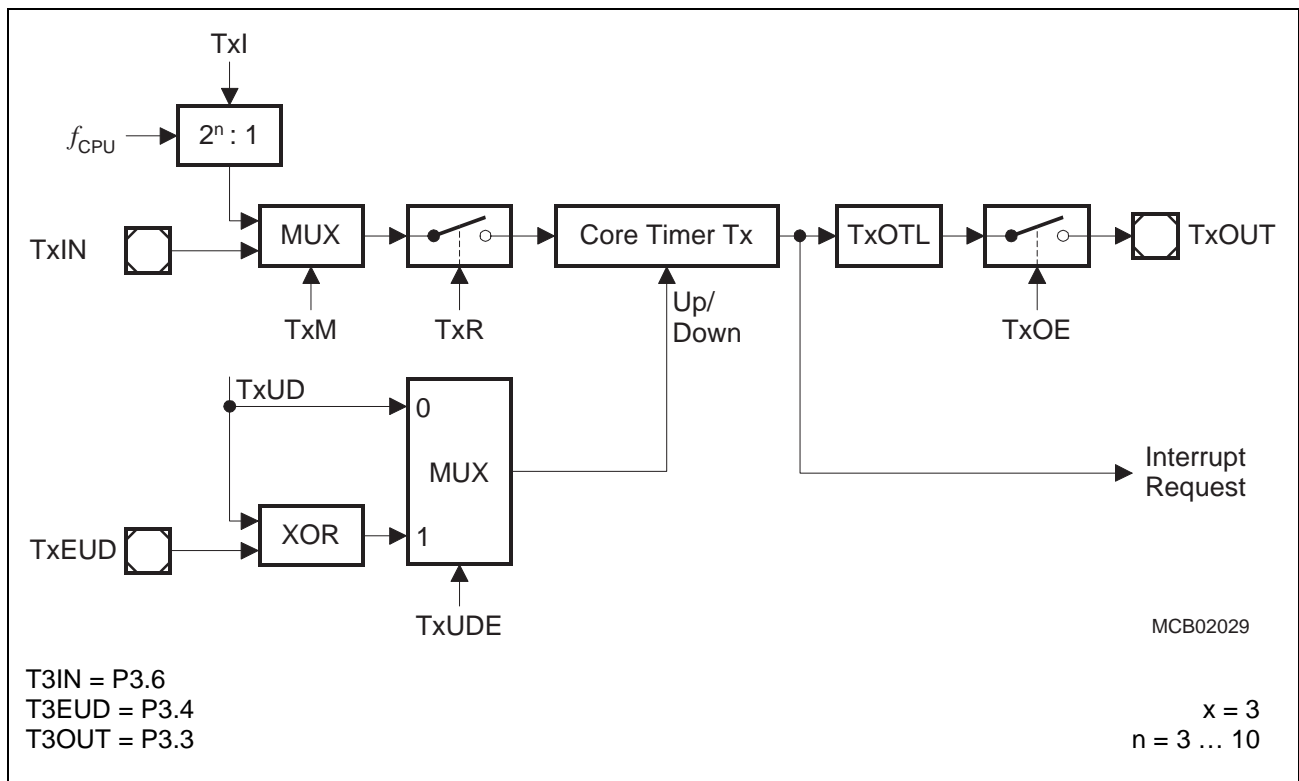 TxI
fCPU
2ⁿ : 1
TxIN
MUX
Core Timer Tx
TxOTL
TxOUT
TxM
TxR
Up/
Down
TxOE
TxUD
0
MUX
Interrupt
Request
TxEUD
XOR
1
TxUDE
MCB02029
T3IN = P3.6
T3EUD = P3.4
x = 3
T3OUT = P3.3
n = 3 … 10